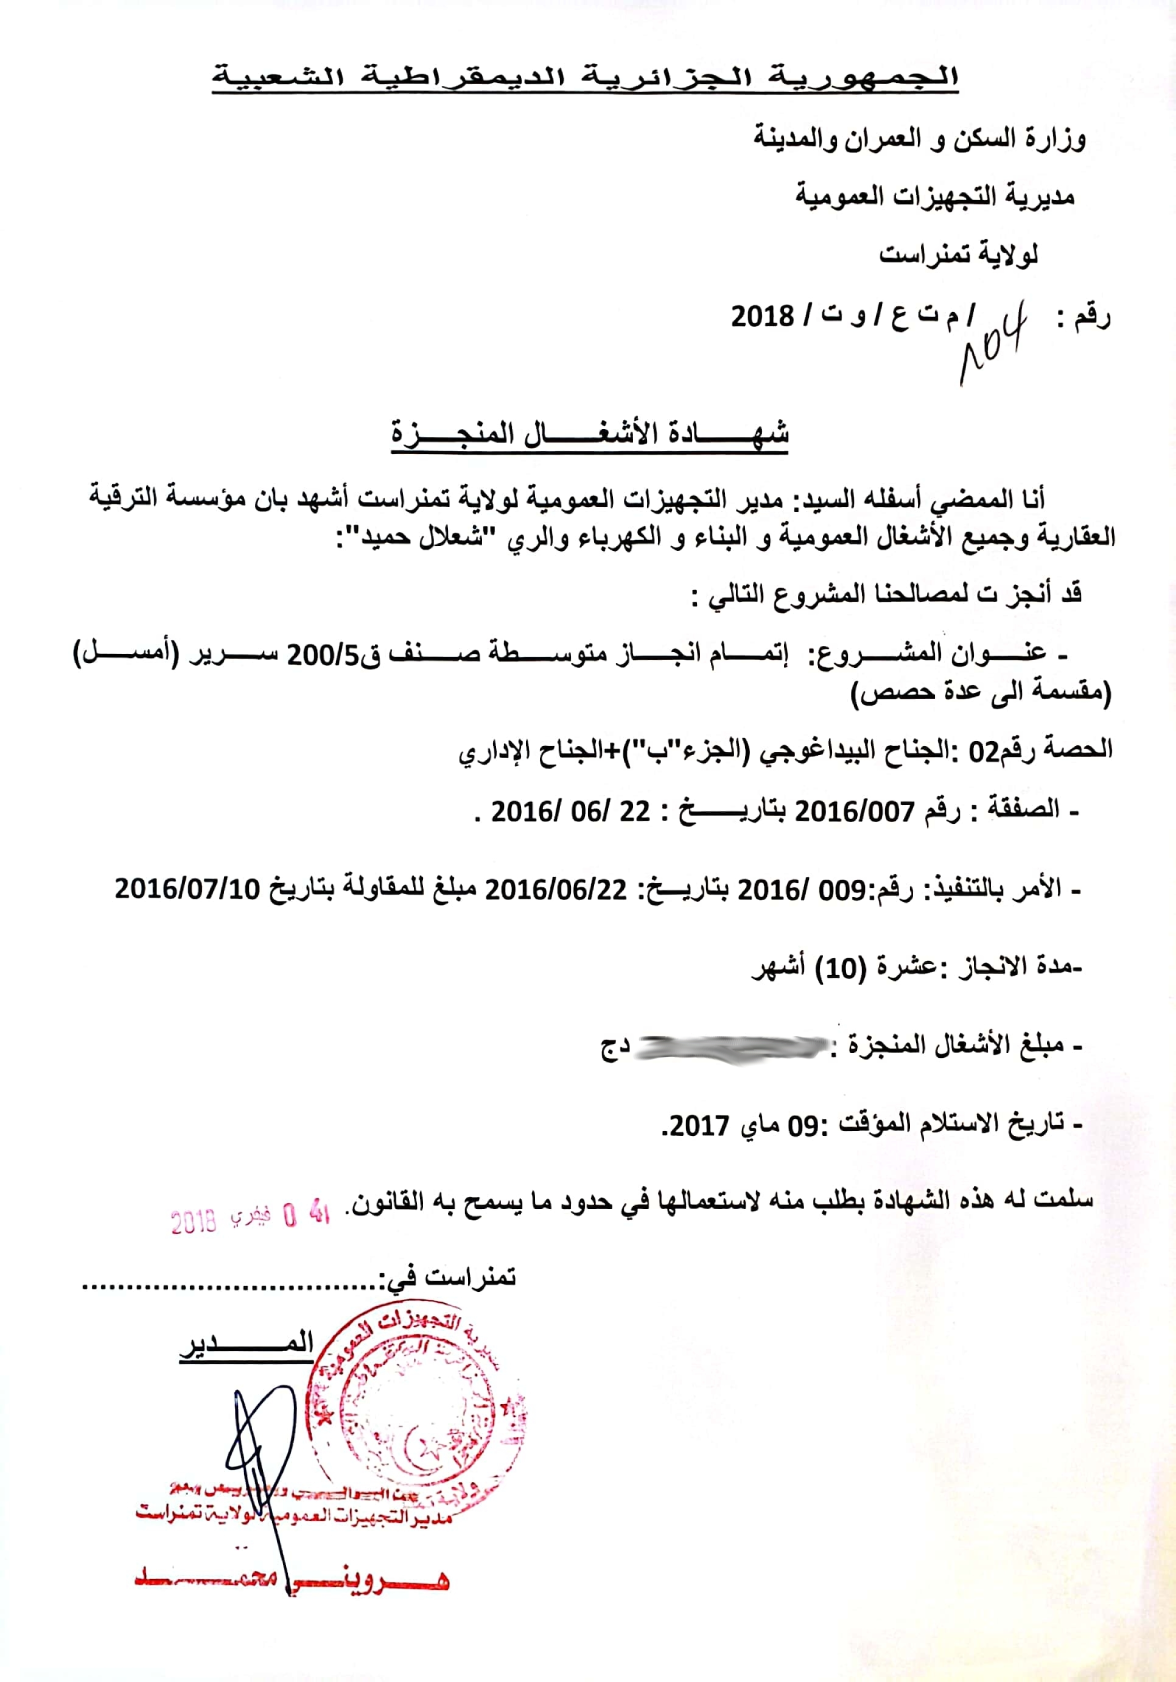 الجمهورية الجزائرية الديمقراطية الشعبية
وزارة السكن و العمران والمدينة
مديرية التجهيزات العمومية
لولاية تمنراست
رقم : 104 / م ت ع / و ت / 2018
شهـــادة الأشغـــال المنجـــزة
أنا الممضي أسفله السيد: مدير التجهيزات العمومية لولاية تمنراست أشهد بان مؤسسة الترقية
العقارية وجميع الأشغال العمومية و البناء و الكهرباء والري "شعلال حميد":
قد أنجز ت لمصالحنا المشروع التالي :
- عنـــوان المشـــروع: إتمـــام انجـــاز متوســـطة صـــنف ق200/5 ســـرير (أمســـل)
(مقسمة الى عدة حصص)
الحصة رقم02 :الجناح البيداغوجي (الجزء"ب")+الجناح الإداري
- الصفقة : رقم 2016/007 بتاريـــخ : 22 /06 /2016 .
- الأمر بالتنفيذ: رقم:009 /2016 بتاريـــخ: 2016/06/22 مبلغ للمقاولة بتاريخ 2016/07/10
-مدة الانجاز :عشرة (10) أشهر
- مبلغ الأشغال المنجزة : دج
- تاريخ الاستلام المؤقت :09 ماي 2017.
سلمت له هذه الشهادة بطلب منه لاستعمالها في حدود ما يسمح به القانون.
04 فيفري 2018
تمنراست في:................................
المـــدير
مديرية التجهيزات العمومية
ولاية
مدير التجهيزات العمومية لولاية تمنراست
هـــرويني محمـــد